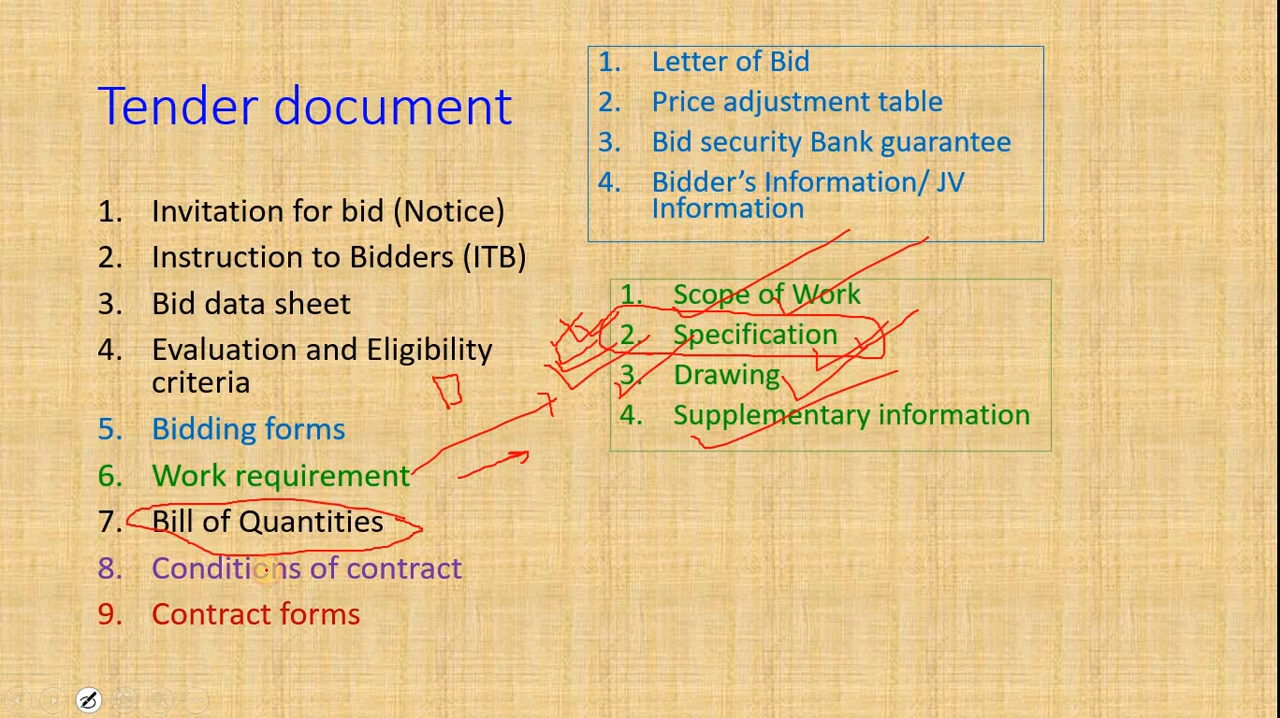 Tender document
1. Invitation for bid (Notice)
2. Instruction to Bidders (ITB)
3. Bid data sheet
4. Evaluation and Eligibility
criteria
5. Bidding forms
6. Work requirement
7. Bill of Quantities
8. Conditions of contract
9. Contract forms
1. Letter of Bid
2. Price adjustment table
3. Bid security Bank guarantee
4. Bidder’s Information/ JV
Information
1. Scope of Work
2. Specification
3. Drawing
4. Supplementary information